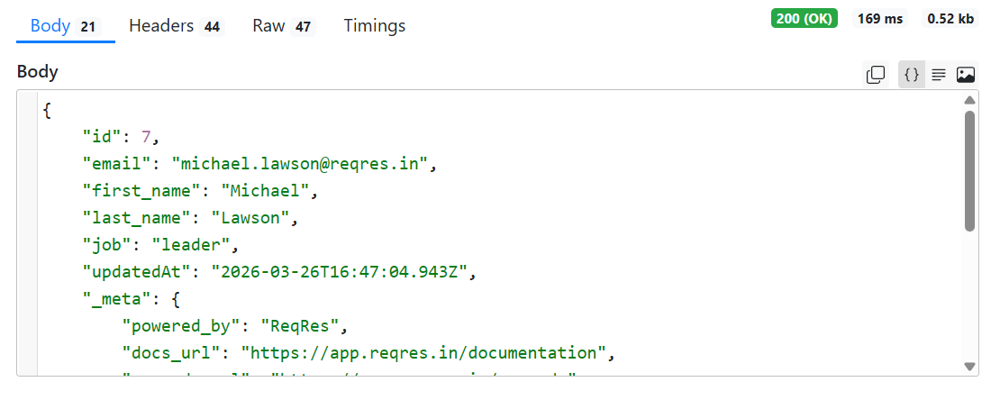 Body 21 Headers 44 Raw 47 Timings 200 (OK) 169 ms 0.52 kb
Body
{
    "id": 7,
    "email": "michael.lawson@reqres.in",
    "first_name": "Michael",
    "last_name": "Lawson",
    "job": "leader",
    "updatedAt": "2026-03-26T16:47:04.943Z",
    "_meta": {
        "powered_by": "ReqRes",
        "docs_url": "https://app.reqres.in/documentation",